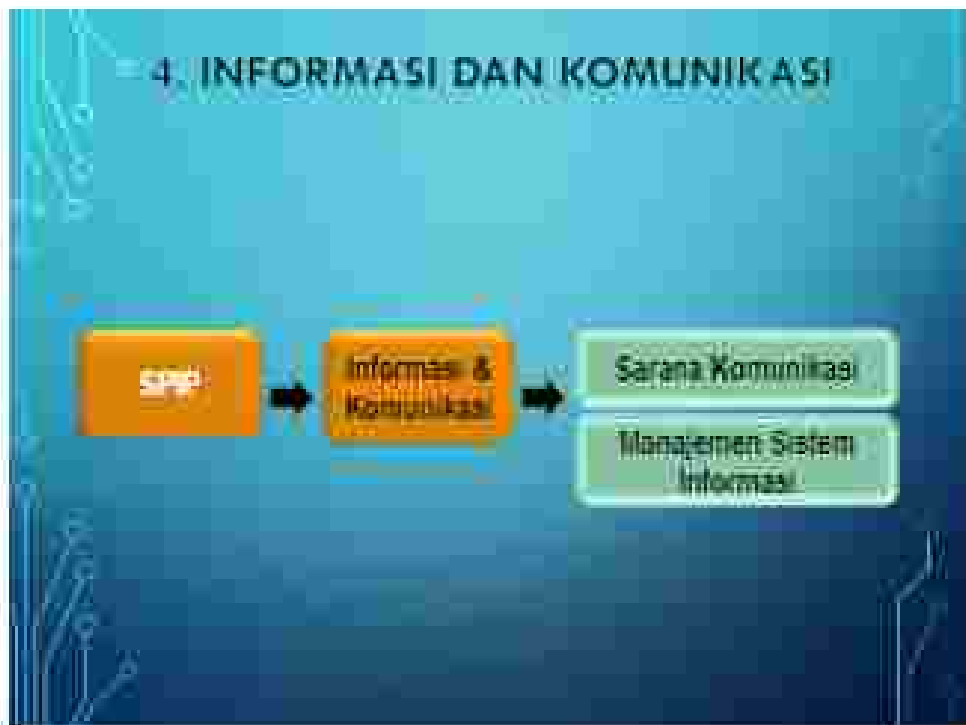 4. INFORMASI DAN KOMUNIKASI
SPIP
Informasi &
Komunikasi
Sarana Komunikasi
Manajemen Sistem
Informasi